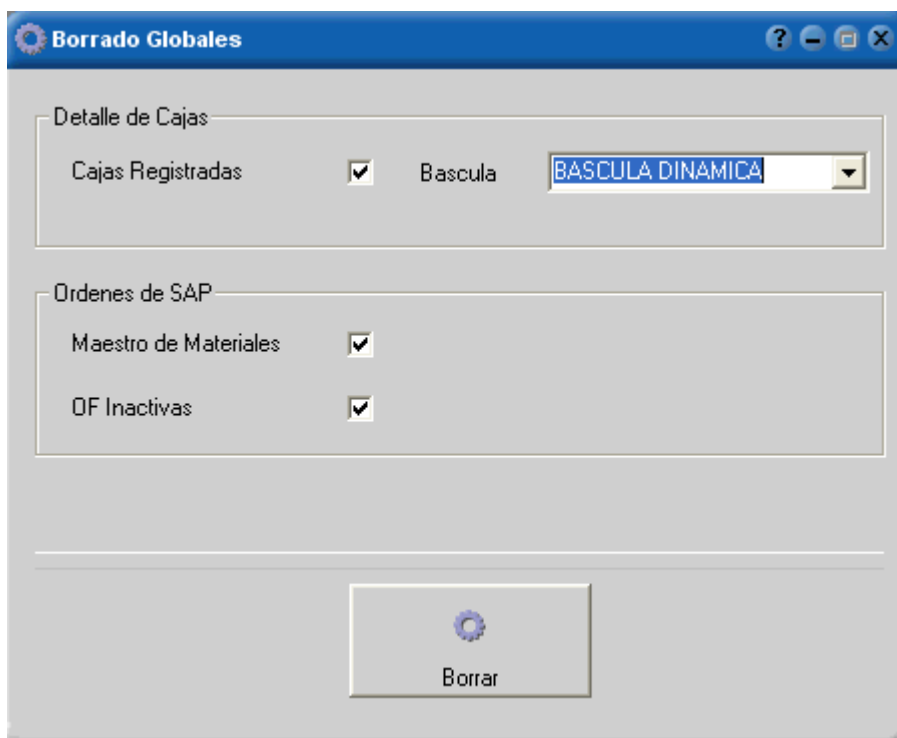 Borrado Globales
Detalle de Cajas
Cajas Registradas Bascula BASCULA DINAMICA
Ordenes de SAP
Maestro de Materiales
OF Inactivas
Borrar